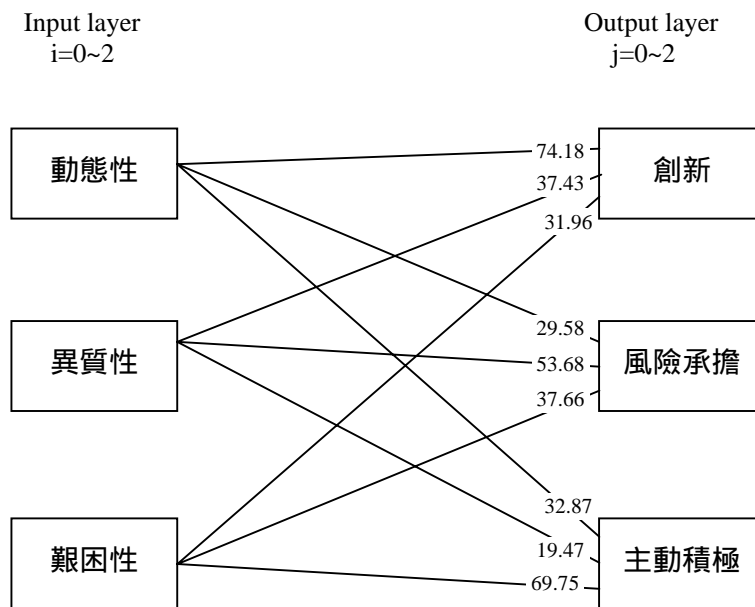 Input layer
i=0~2
Output layer
j=0~2
動態性
74.18
37.43
31.96
創新
異質性
29.58
53.68
37.66
風險承擔
艱困性
32.87
19.47
69.75
主動積極